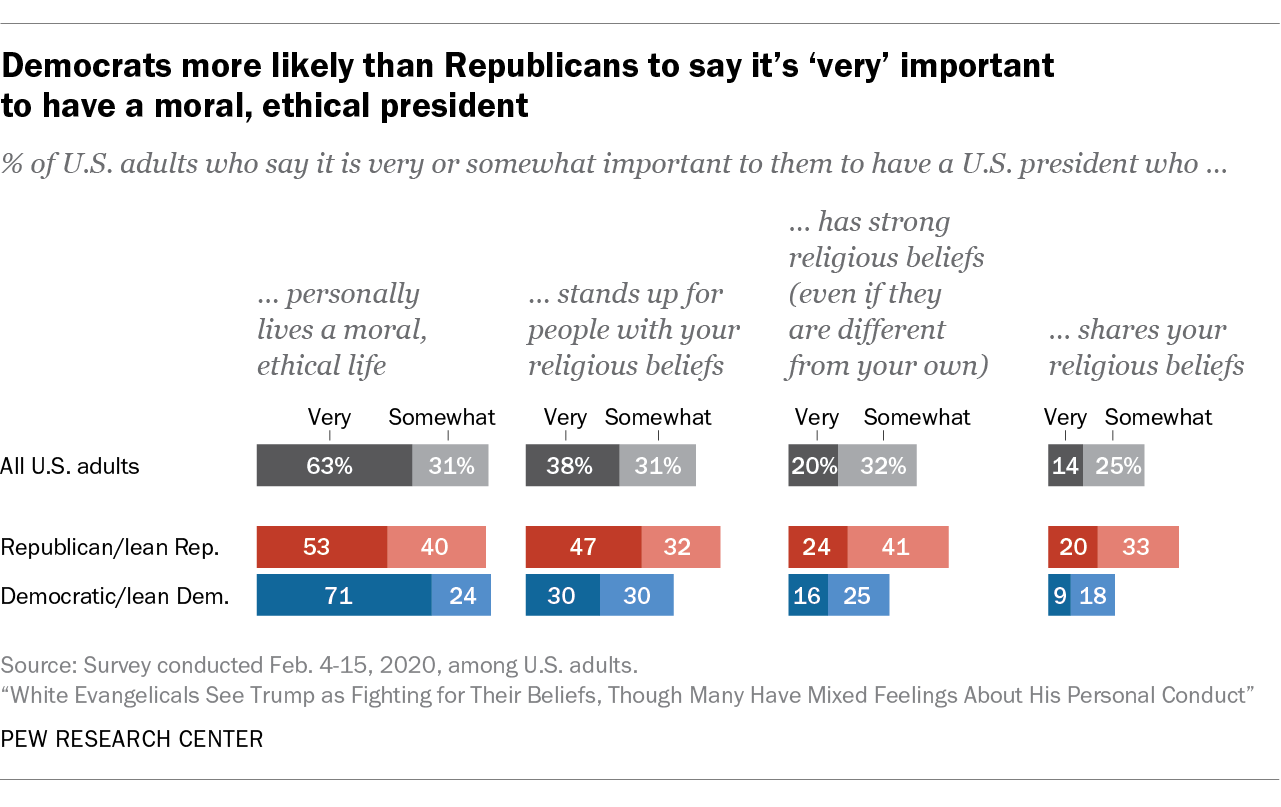 Democrats more likely than Republicans to say it’s ‘very’ important
to have a moral, ethical president
% of U.S. adults who say it is very or somewhat important to them to have a U.S. president who ...
... personally
lives a moral,
ethical life
... stands up for
people with your
religious beliefs
... has strong
religious beliefs
(even if they
are different
from your own)
... shares your
religious beliefs
Very Somewhat Very Somewhat Very Somewhat Very Somewhat
All U.S. adults 63% 31% 38% 31% 20% 32% 14 25%
Republican/lean Rep. 53 40 47 32 24 41 20 33
Democratic/lean Dem. 71 24 30 30 16 25 9 18
Source: Survey conducted Feb. 4-15, 2020, among U.S. adults.
“White Evangelicals See Trump as Fighting for Their Beliefs, Though Many Have Mixed Feelings About His Personal Conduct”
PEW RESEARCH CENTER